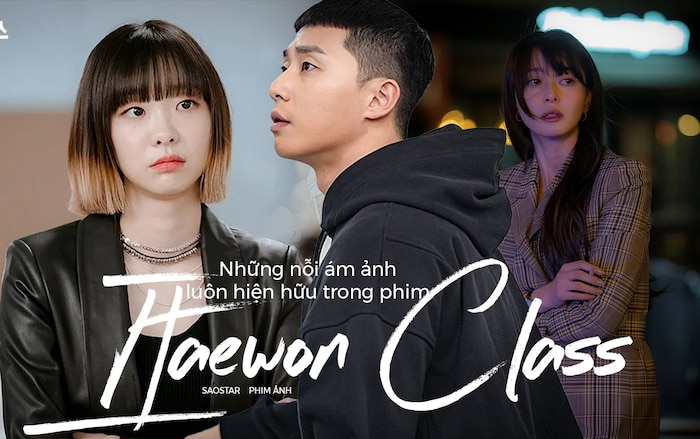 Những nỗi ám ảnh
luôn hiện hữu trong phim
Itaewon Class
SAOSTAR PHIM ẢNH